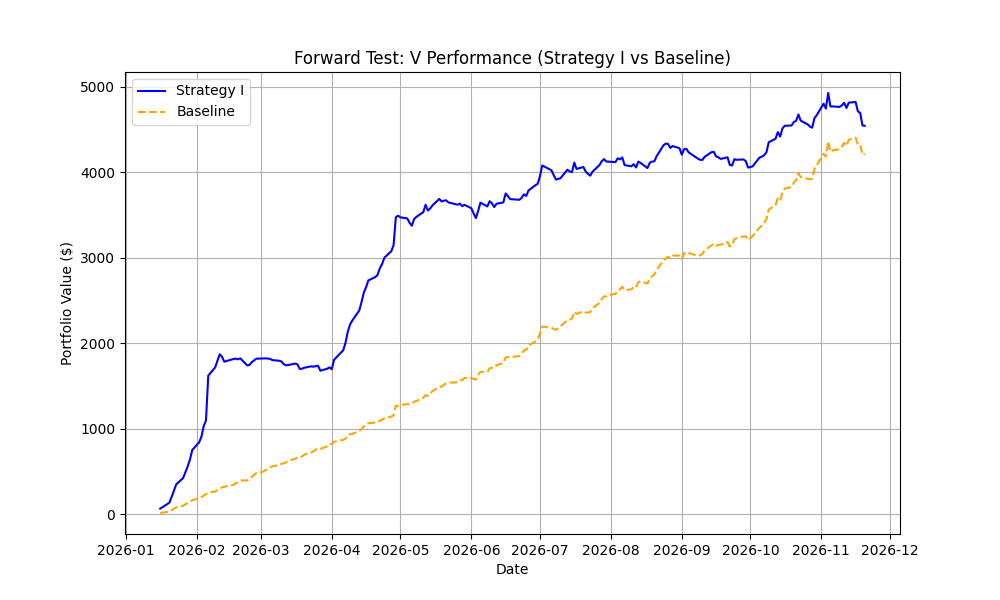 Forward Test: V Performance (Strategy I vs Baseline)
Strategy I
Baseline
Portfolio Value ($)
5000
4000
3000
2000
1000
0
2026-01 2026-02 2026-03 2026-04 2026-05 2026-06 2026-07 2026-08 2026-09 2026-10 2026-11 2026-12
Date